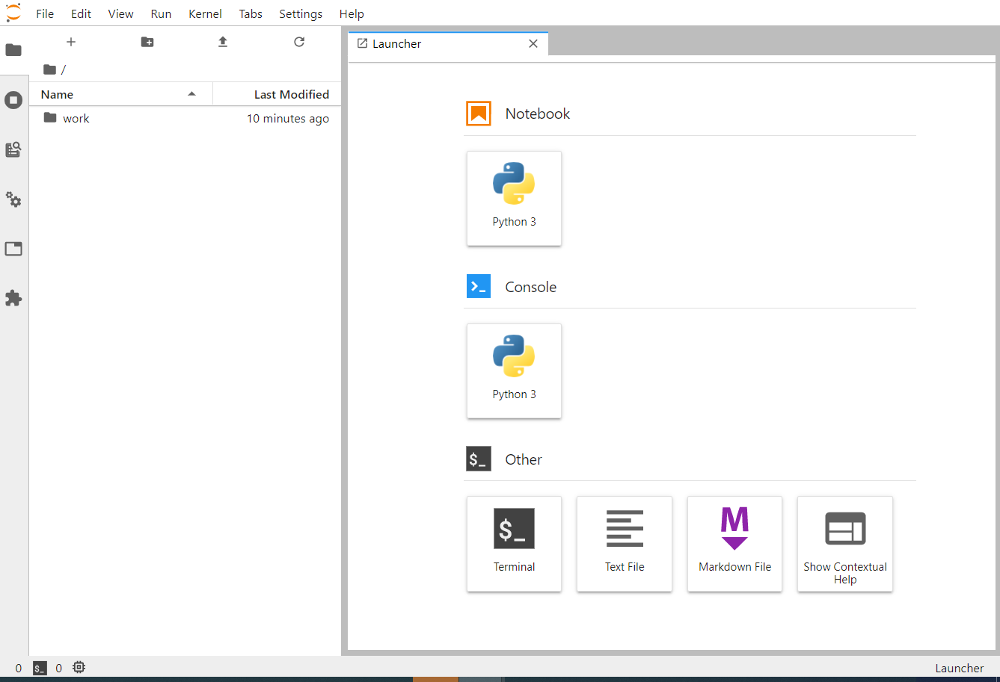 File Edit View Run Kernel Tabs Settings Help
Launcher
/
Name Last Modified
work 10 minutes ago
Notebook
Python 3
Console
Python 3
$_ Other
$_
Terminal
Text File
M
Markdown File
Show Contextual
Help
0 $_ 0 Launcher